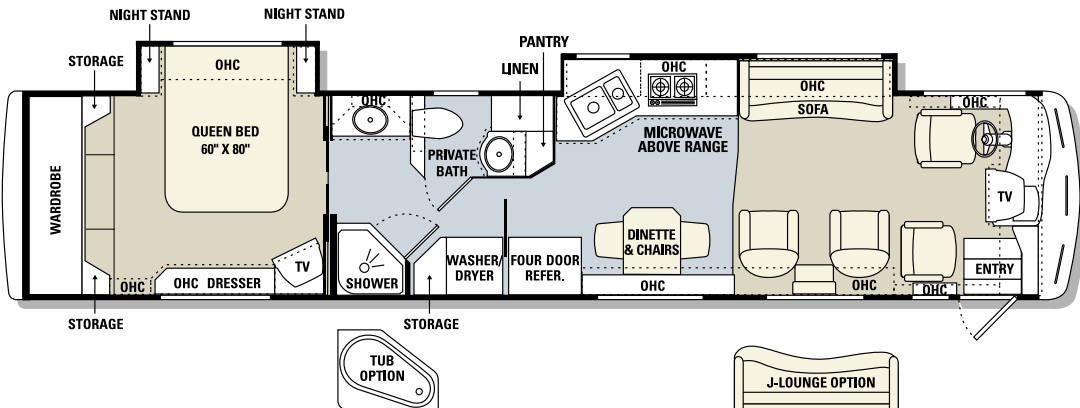 NIGHT STAND
NIGHT STAND
STORAGE
PANTRY
LINEN
OHC
OHC
OHC
SOFA
OHC
OHC
QUEEN BED
60" X 80"
MICROWAVE
ABOVE RANGE
PRIVATE
BATH
WARDROBE
TV
DINETTE
& CHAIRS
TV
WASHER/
DRYER
FOUR DOOR
REFER.
ENTRY
SHOWER
OHC
OHC DRESSER
OHC
OHC
OHC
STORAGE
STORAGE
TUB
OPTION
J-LOUNGE OPTION